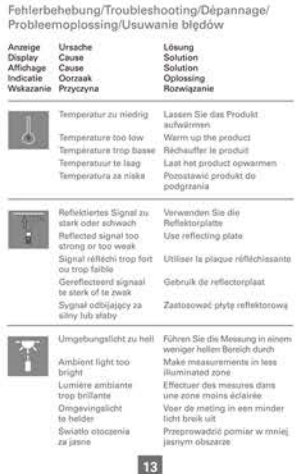 Fehlerbehebung/Troubleshooting/Dépannage/
Probleemoplossing/Usuwanie błędów
Anzeige Ursache Lösung
Display Cause Solution
Affichage Cause Solution
Indicatie Oorzaak Oplossing
Wskazanie Przyczyna Rozwiązanie
Temperatur zu niedrig Lassen Sie das Produkt
aufwärmen
Temperature too low Warm up the product
Température trop basse Réchauffer le produit
Temperatuur te laag Laat het product opwarmen
Temperatura za niska Pozostawić produkt do
podgrzania
Reflektiertes Signal zu Verwenden Sie die
stark oder schwach Reflektorplatte
Reflected signal too Use reflecting plate
strong or too weak
Signal réfléchi trop fort Utiliser la plaque réfléchissante
ou trop faible
Gereflecteerd signaal Gebruik de reflectorplaat
te sterk of te zwak
Sygnał odbijający za Zastosować płytę reflektorową
silny lub słaby
Umgebungslicht zu hell Führen Sie die Messung in einem
weniger hellen Bereich durch
Ambient light too Make measurements in less
bright illuminated zone
Lumière ambiante Effectuer des mesures dans
trop brillante une zone moins éclairée
Omgevingslicht Voer de meting in een minder
te helder licht breik uit
Światło otoczenia Przeprowadzić pomiar w mniej
za jasne jasnym obszarze
13